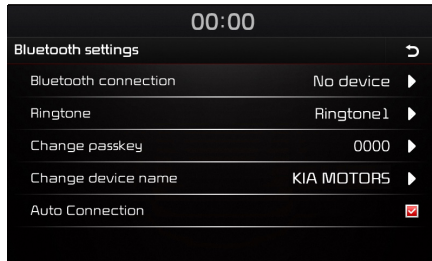 00:00
Bluetooth settings
Bluetooth connection No device
Ringtone Ringtone1
Change passkey 0000
Change device name KIA MOTORS
Auto Connection